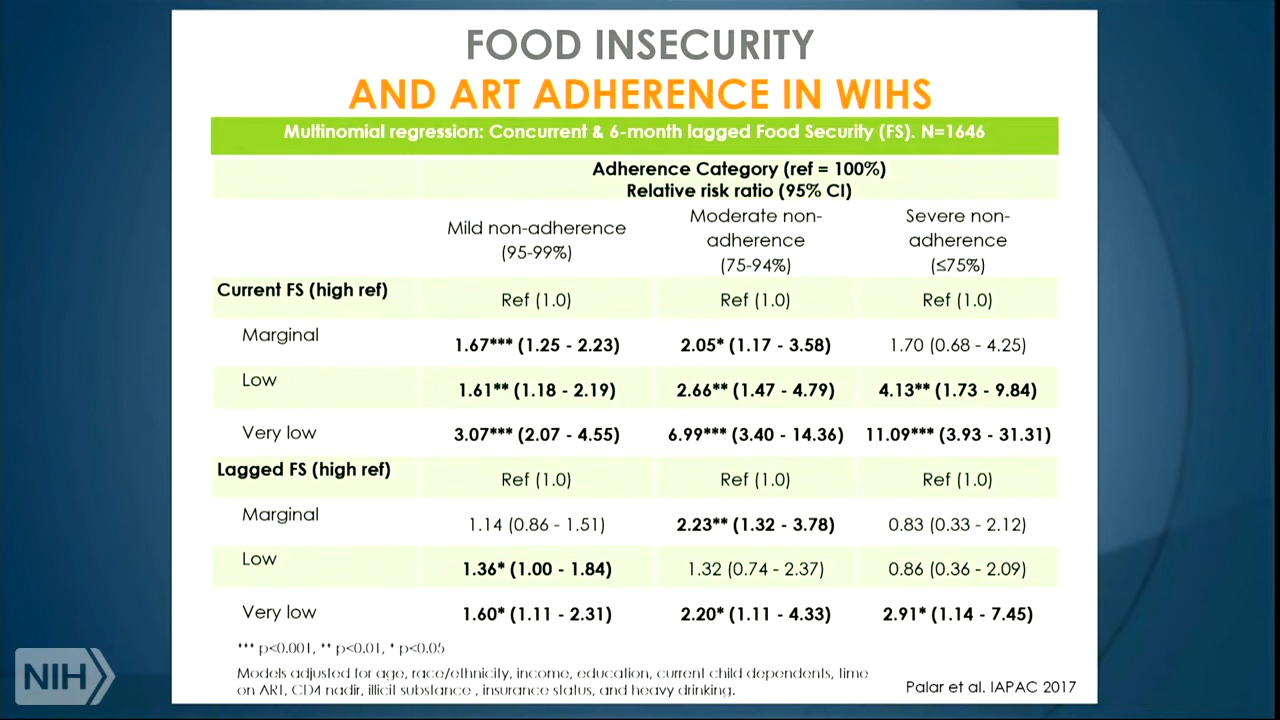 FOOD INSECURITY
AND ART ADHERENCE IN WIHS
Multinomial regression: Concurrent & 6-month lagged Food Security (FS). N=1646
Adherence Category (ref = 100%)
Relative risk ratio (95% CI)
Mild non-adherence
(95-99%)
Moderate non-
adherence
(75-94%)
Severe non-
adherence
(≤75%)
Current FS (high ref) Ref (1.0) Ref (1.0) Ref (1.0)
Marginal 1.67*** (1.25 - 2.23) 2.05* (1.17 - 3.58) 1.70 (0.68 - 4.25)
Low 1.61** (1.18 - 2.19) 2.66** (1.47 - 4.79) 4.13** (1.73 - 9.84)
Very low 3.07*** (2.07 - 4.55) 6.99*** (3.40 - 14.36) 11.09*** (3.93 - 31.31)
Lagged FS (high ref) Ref (1.0) Ref (1.0) Ref (1.0)
Marginal 1.14 (0.86 - 1.51) 2.23** (1.32 - 3.78) 0.83 (0.33 - 2.12)
Low 1.36* (1.00 - 1.84) 1.32 (0.74 - 2.37) 0.86 (0.36 - 2.09)
Very low 1.60* (1.11 - 2.31) 2.20* (1.11 - 4.33) 2.91* (1.14 - 7.45)
*** p<0.001, ** p<0.01, * p<0.05
Models adjusted for age, race/ethnicity, income, education, current child dependents, time
on ART, CD4 nadir, illicit substance , insurance status, and heavy drinking.
Palar et al. IAPAC 2017
NIH